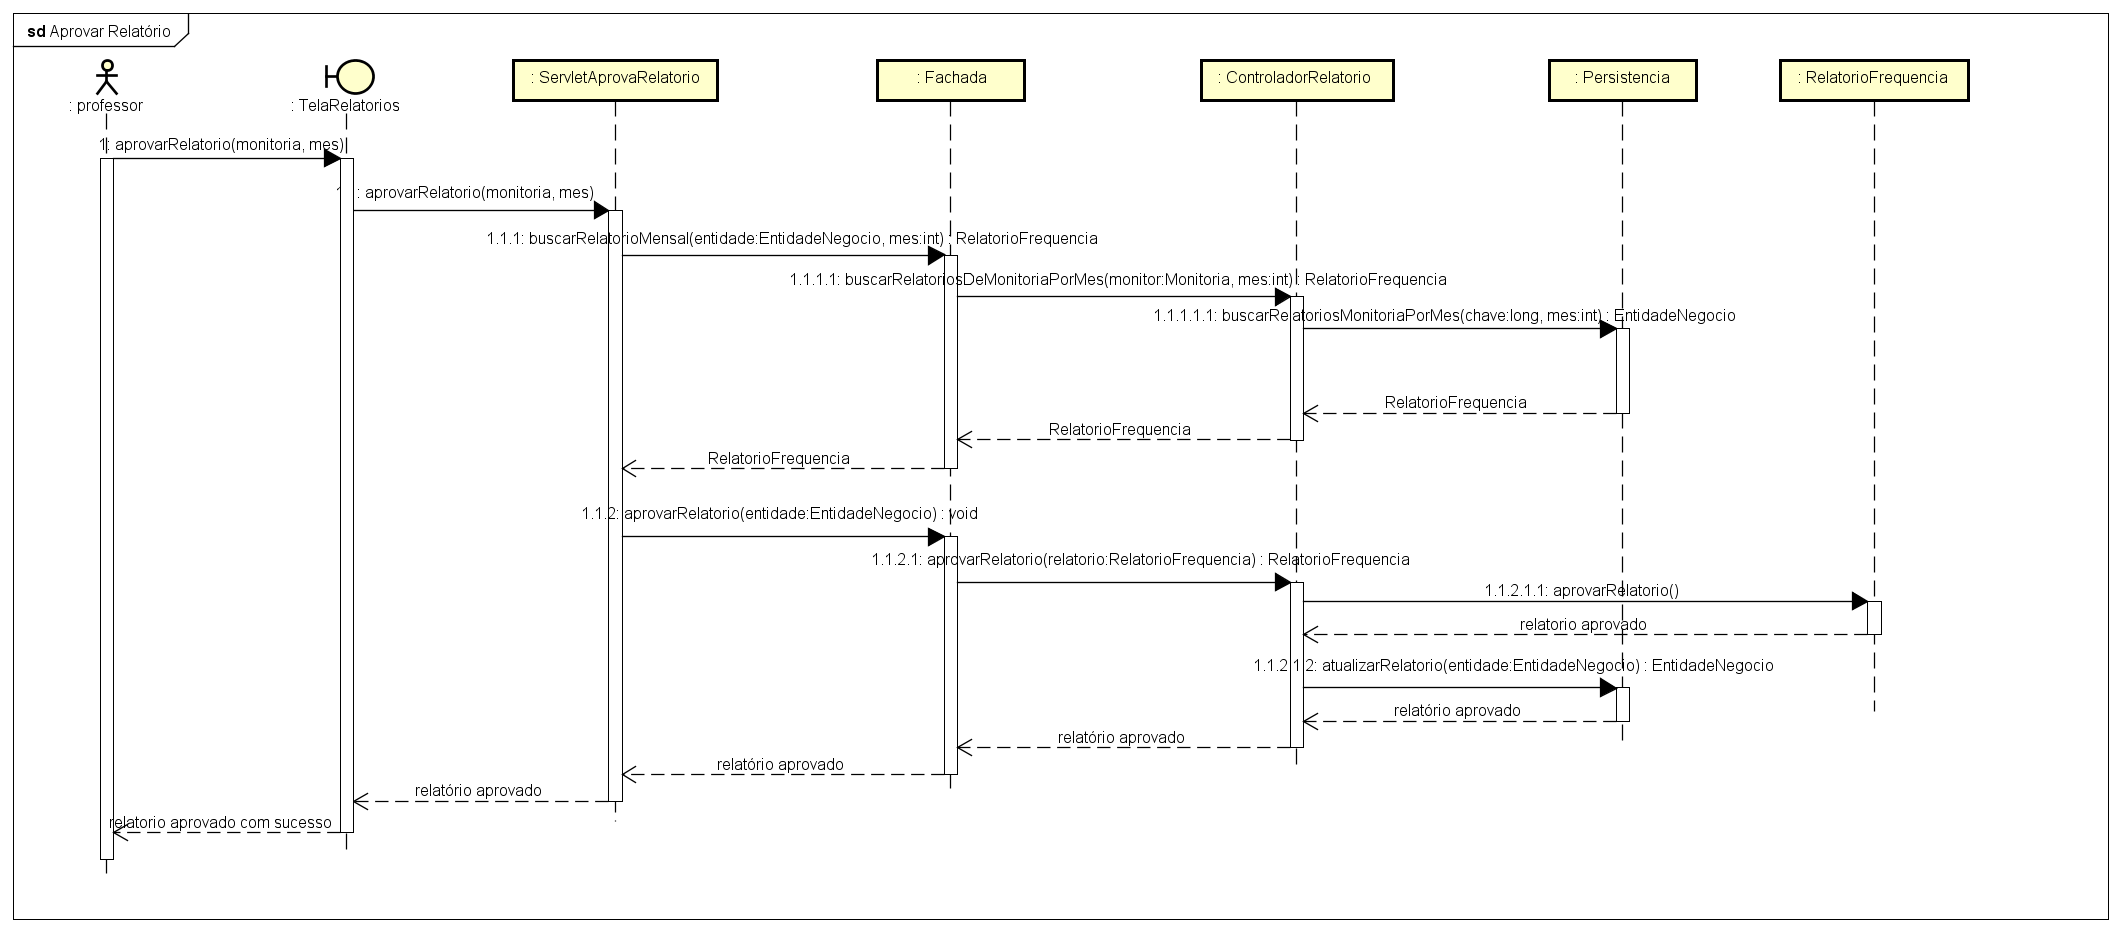 sd Aprovar Relatório
: professor
: TelaRelatorios
: ServletAprovaRelatorio
: Fachada
: ControladorRelatorio
: Persistencia
: RelatorioFrequencia
1: aprovarRelatorio(monitoria, mes)
: aprovarRelatorio(monitoria, mes)
1.1.1: buscarRelatorioMensal(entidade:EntidadeNegocio, mes:int) : RelatorioFrequencia
1.1.1.1: buscarRelatoriosDeMonitoriaPorMes(monitor:Monitoria, mes:int) : RelatorioFrequencia
1.1.1.1.1: buscarRelatoriosMonitoriaPorMes(chave:long, mes:int) : EntidadeNegocio
RelatorioFrequencia
RelatorioFrequencia
RelatorioFrequencia
1.1.2: aprovarRelatorio(entidade:EntidadeNegocio) : void
1.1.2.1: aprovarRelatorio(relatorio:RelatorioFrequencia) : RelatorioFrequencia
1.1.2.1.1: aprovarRelatorio()
relatorio aprovado
1.1.2.1.2: atualizarRelatorio(entidade:EntidadeNegocio) : EntidadeNegocio
relatório aprovado
relatório aprovado
relatório aprovado
relatório aprovado
relatorio aprovado com sucesso